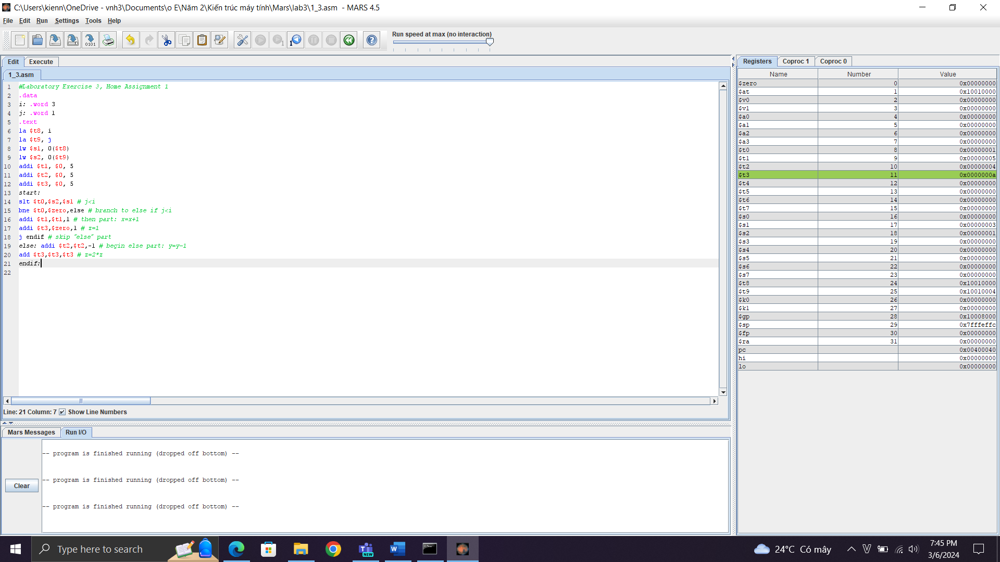 C:\Users\kienn\OneDrive - vnh3\Documents\o E\Năm 2\Kiến trúc máy tính\Mars\lab3\1_3.asm - MARS 4.5
File Edit Run Settings Tools Help
Run speed at max (no interaction)
Edit Execute
1_3.asm
1 #Laboratory Exercise 3, Home Assignment 1
2 .data
3 i: .word 3
4 j: .word 1
5 .text
6 la $t8, i
7 la $t9, j
8 lw $s1, 0($t8)
9 lw $s2, 0($t9)
10 addi $t1, $0, 5
11 addi $t2, $0, 5
12 addi $t3, $0, 5
13 start:
14 slt $t0,$s2,$s1 # j<i
15 bne $t0,$zero,else # branch to else if j<i
16 addi $t1,$t1,1 # then part: x=x+1
17 addi $t3,$zero,1 # z=1
18 j endif # skip “else” part
19 else: addi $t2,$t2,-1 # begin else part: y=y-1
20 add $t3,$t3,$t3 # z=2*z
21 endif:
22
Line: 21 Column: 7 Show Line Numbers
Mars Messages Run I/O
-- program is finished running (dropped off bottom) --
-- program is finished running (dropped off bottom) --
-- program is finished running (dropped off bottom) --
Clear
Registers Coproc 1 Coproc 0
Name Number Value
$zero 0 0x00000000
$at 1 0x10010000
$v0 2 0x00000000
$v1 3 0x00000000
$a0 4 0x00000000
$a1 5 0x00000000
$a2 6 0x00000000
$a3 7 0x00000000
$t0 8 0x00000001
$t1 9 0x00000005
$t2 10 0x00000004
$t3 11 0x0000000a
$t4 12 0x00000000
$t5 13 0x00000000
$t6 14 0x00000000
$t7 15 0x00000000
$s0 16 0x00000000
$s1 17 0x00000003
$s2 18 0x00000001
$s3 19 0x00000000
$s4 20 0x00000000
$s5 21 0x00000000
$s6 22 0x00000000
$s7 23 0x00000000
$t8 24 0x10010000
$t9 25 0x10010004
$k0 26 0x00000000
$k1 27 0x00000000
$gp 28 0x10008000
$sp 29 0x7fffeffc
$fp 30 0x00000000
$ra 31 0x00000000
pc 0x00400040
hi 0x00000000
lo 0x00000000
Type here to search
NEW
24°C Có mây
7:45 PM
3/6/2024